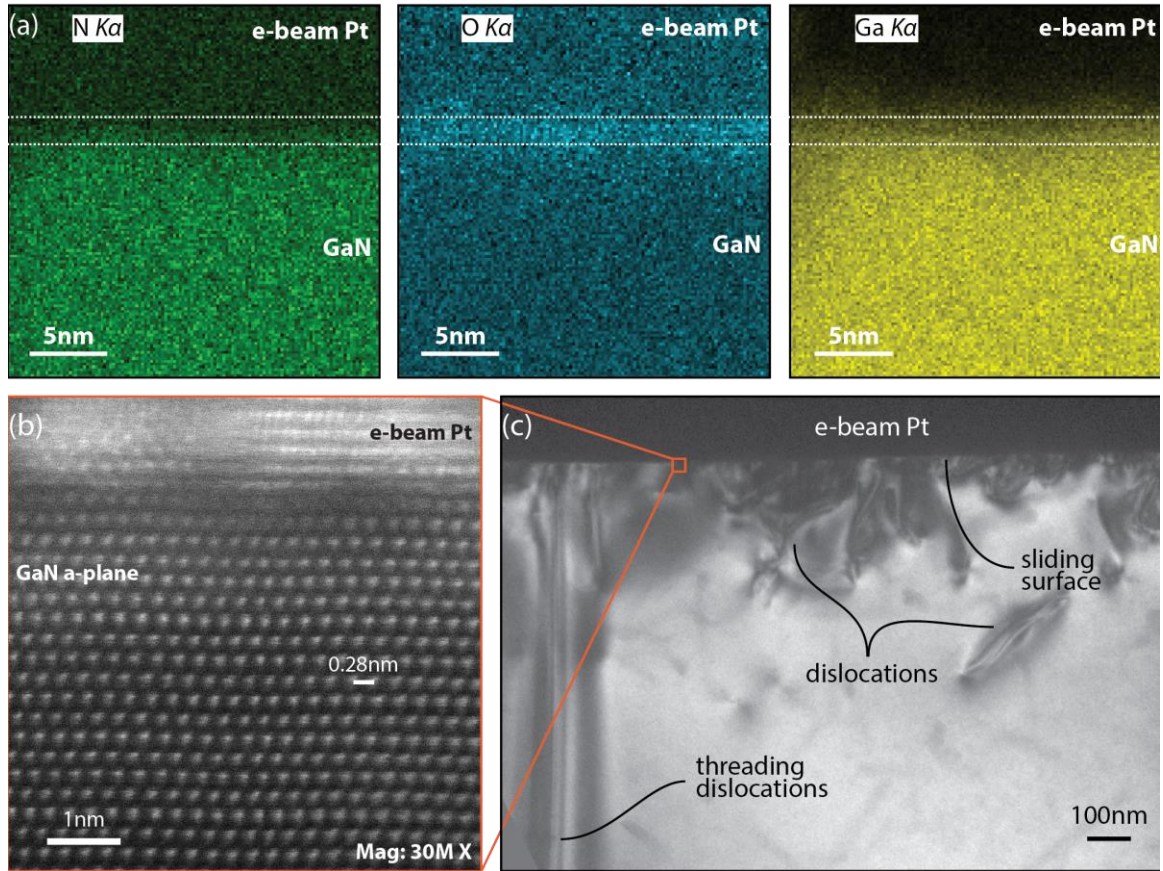 (a)
N Kα
e-beam Pt
GaN
5nm
O Kα
e-beam Pt
GaN
5nm
Ga Kα
e-beam Pt
GaN
5nm
(b)
e-beam Pt
GaN a-plane
0.28nm
1nm
Mag: 30M X
(c)
e-beam Pt
sliding
surface
dislocations
threading
dislocations
100nm